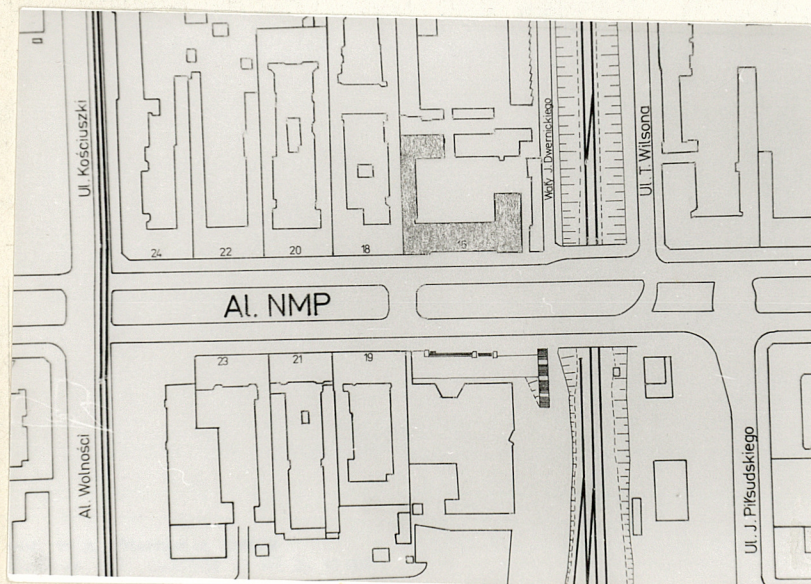 Ul. Kościuszki
Wały J. Dwernickiego
Ul. T. Wilsona
24
22
20
18
16
Al. NMP
23
21
19
Al. Wolności
Ul. J. Piłsudskiego